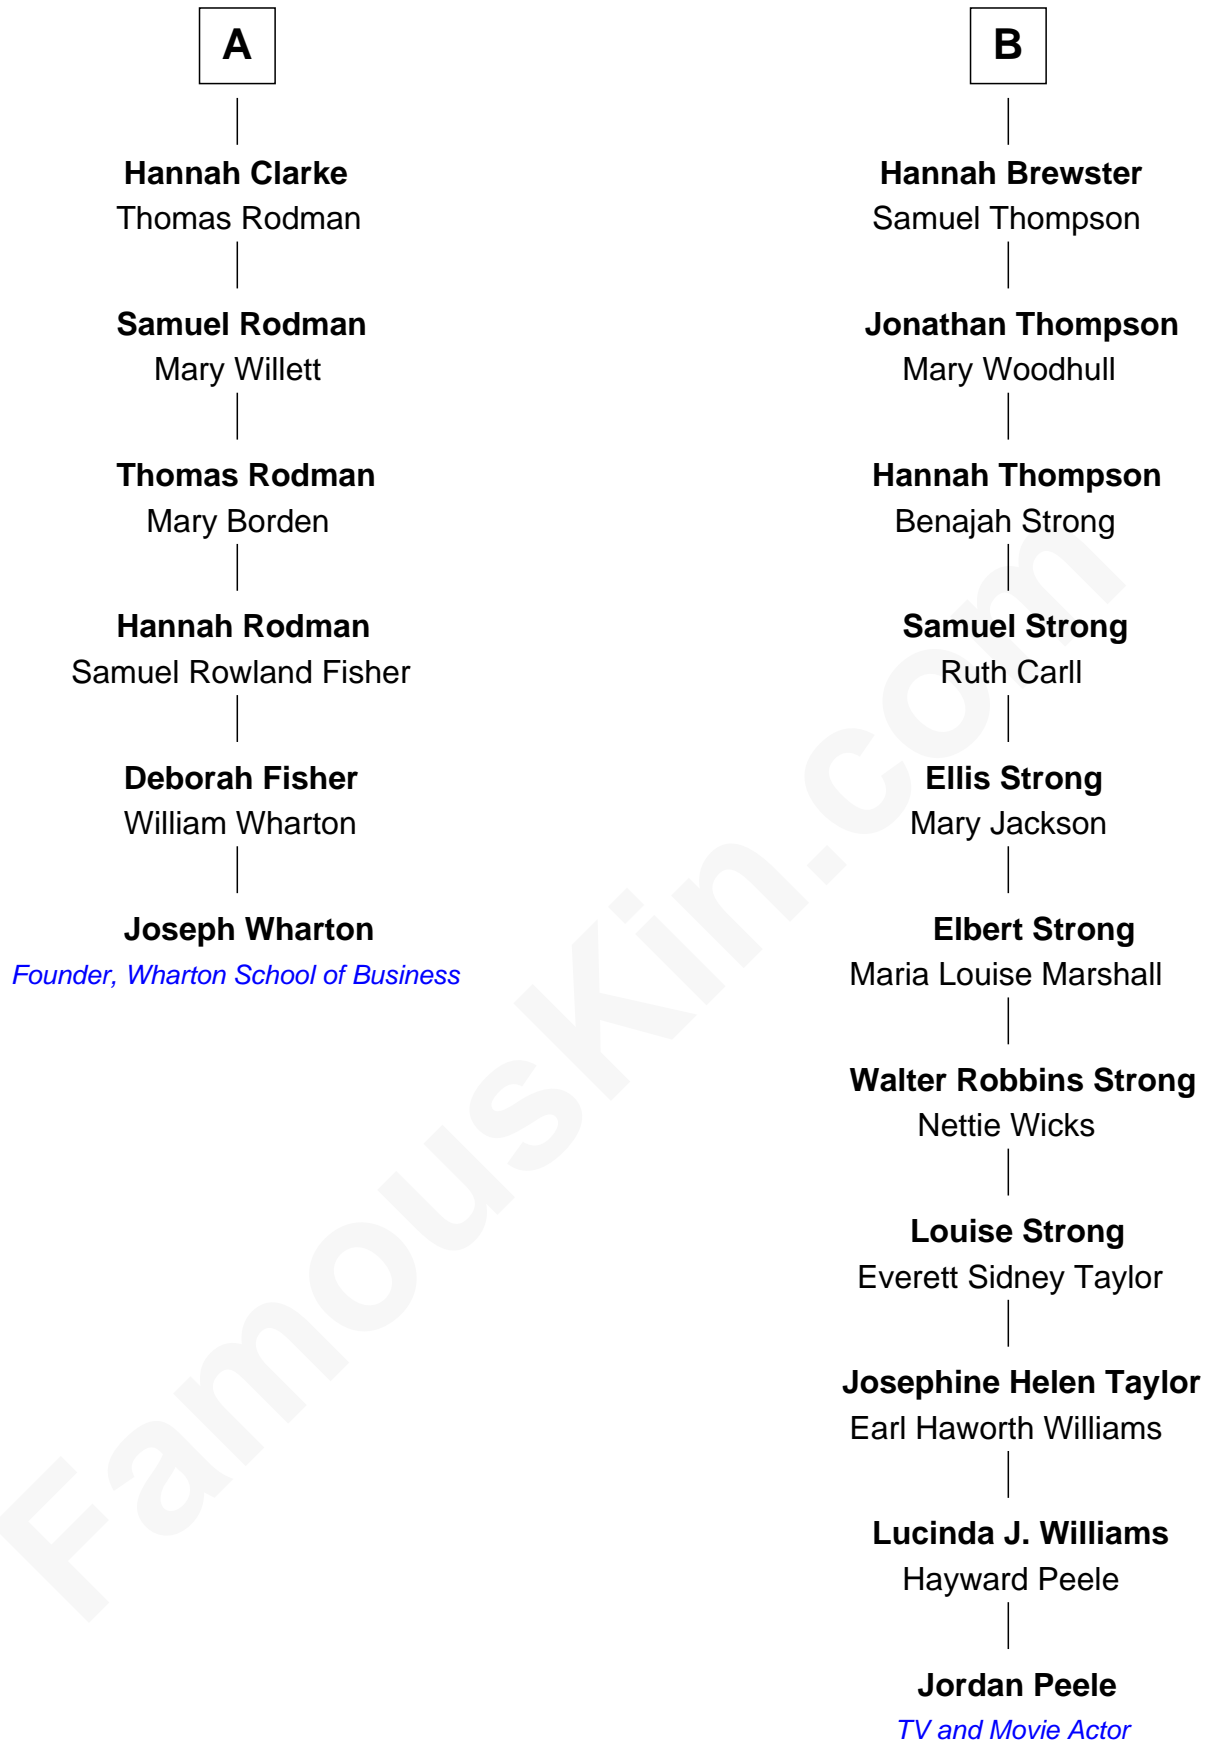 A
Hannah Clarke
Thomas Rodman
Samuel Rodman
Mary Willett
Thomas Rodman
Mary Borden
Hannah Rodman
Samuel Rowland Fisher
Deborah Fisher
William Wharton
Joseph Wharton
Founder, Wharton School of Business
B
Hannah Brewster
Samuel Thompson
Jonathan Thompson
Mary Woodhull
Hannah Thompson
Benajah Strong
Samuel Strong
Ruth Carll
Ellis Strong
Mary Jackson
Elbert Strong
Maria Louise Marshall
Walter Robbins Strong
Nettie Wicks
Louise Strong
Everett Sidney Taylor
Josephine Helen Taylor
Earl Haworth Williams
Lucinda J. Williams
Hayward Peele
Jordan Peele
TV and Movie Actor
FamousKin.com